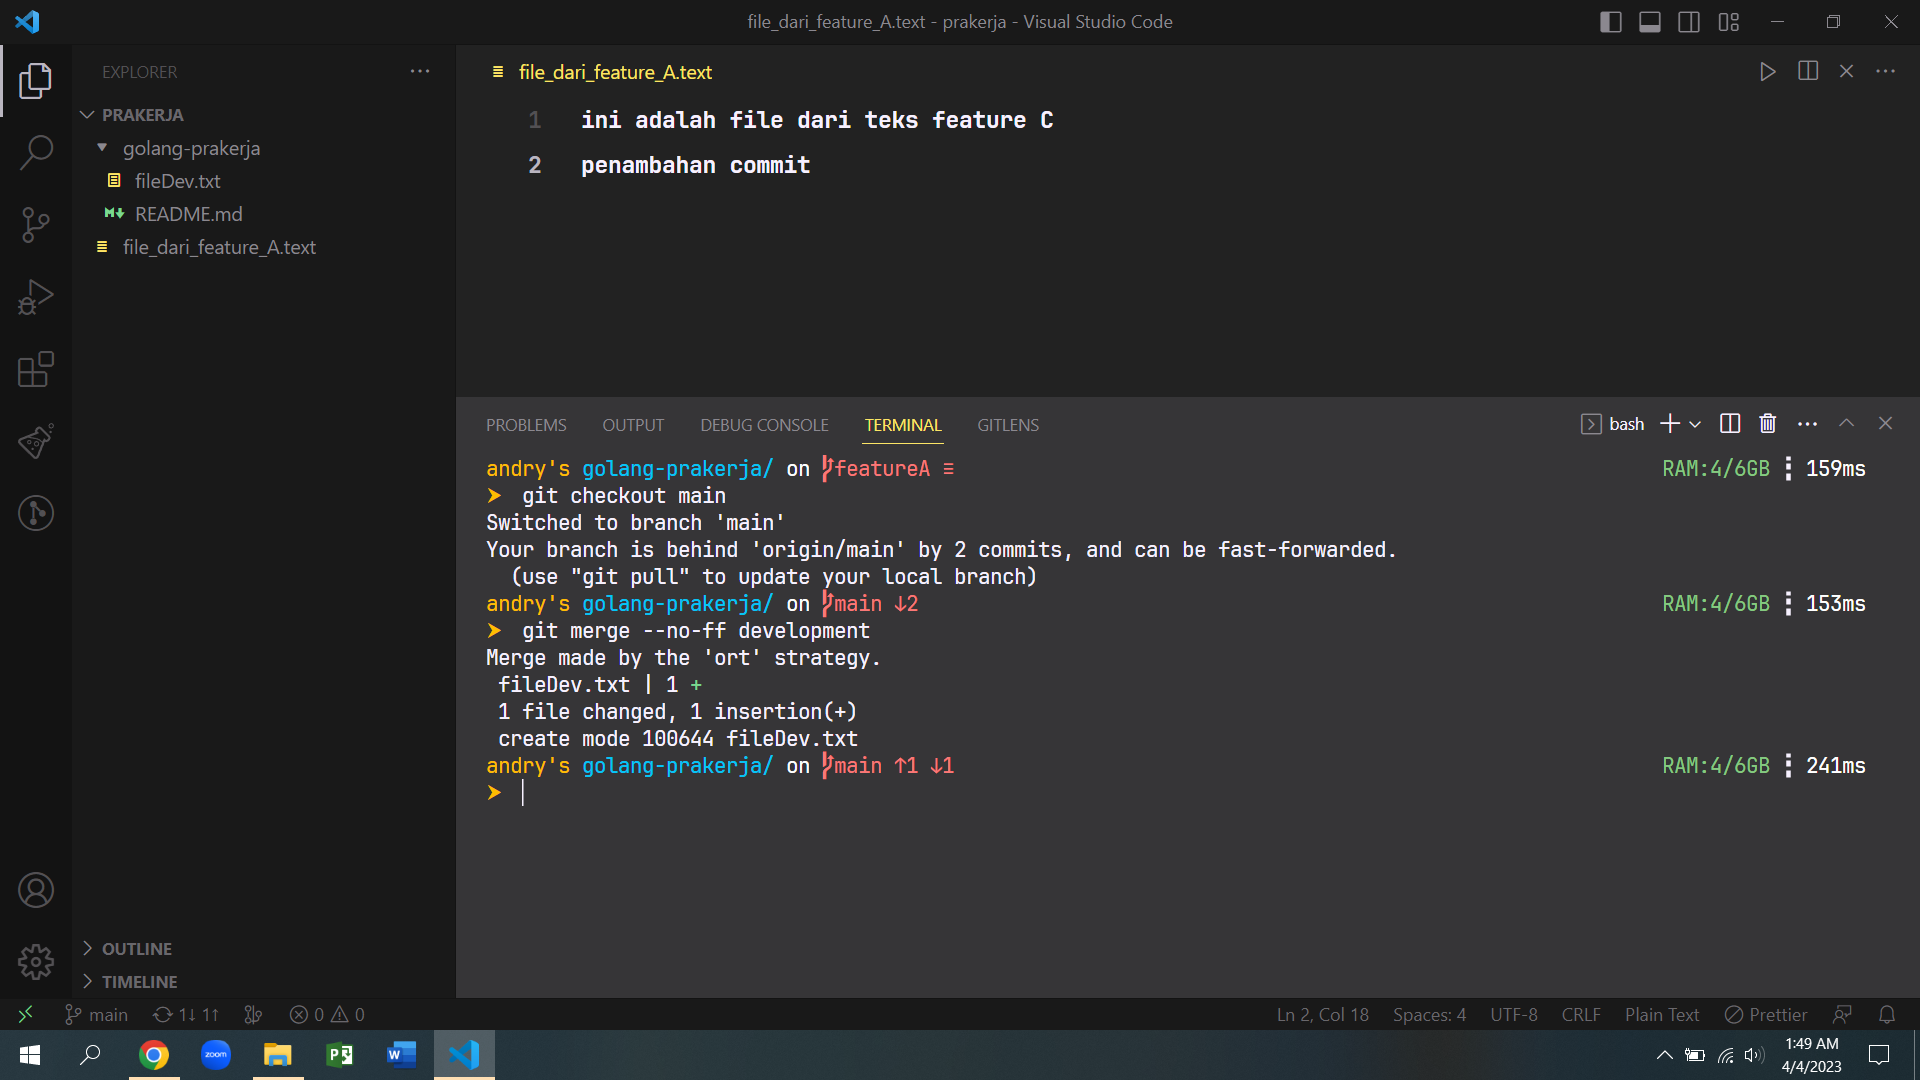 file_dari_feature_A.text - prakerja - Visual Studio Code
EXPLORER
PRAKERJA
golang-prakerja
fileDev.txt
README.md
file_dari_feature_A.text
OUTLINE
TIMELINE
file_dari_feature_A.text
1 ini adalah file dari teks feature C
2 penambahan commit
PROBLEMS OUTPUT DEBUG CONSOLE TERMINAL GITLENS
bash
andry's golang-prakerja/ on featureA ≡ RAM:4/6GB 159ms
➤ git checkout main
Switched to branch 'main'
Your branch is behind 'origin/main' by 2 commits, and can be fast-forwarded.
(use "git pull" to update your local branch)
andry's golang-prakerja/ on main ↓2 RAM:4/6GB 153ms
➤ git merge --no-ff development
Merge made by the 'ort' strategy.
fileDev.txt | 1 +
1 file changed, 1 insertion(+)
create mode 100644 fileDev.txt
andry's golang-prakerja/ on main ↑1 ↓1 RAM:4/6GB 241ms
➤
main 1↓ 1↑ 0 0 Ln 2, Col 18 Spaces: 4 UTF-8 CRLF Plain Text Prettier
zoom
1:49 AM
4/4/2023